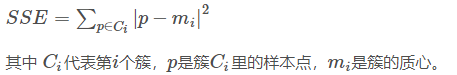 SSE = ∑_{p∈C_i} |p − m_i|²
其中 C_i 代表第i个簇，p是簇C_i里的样本点，m_i是簇的质心。